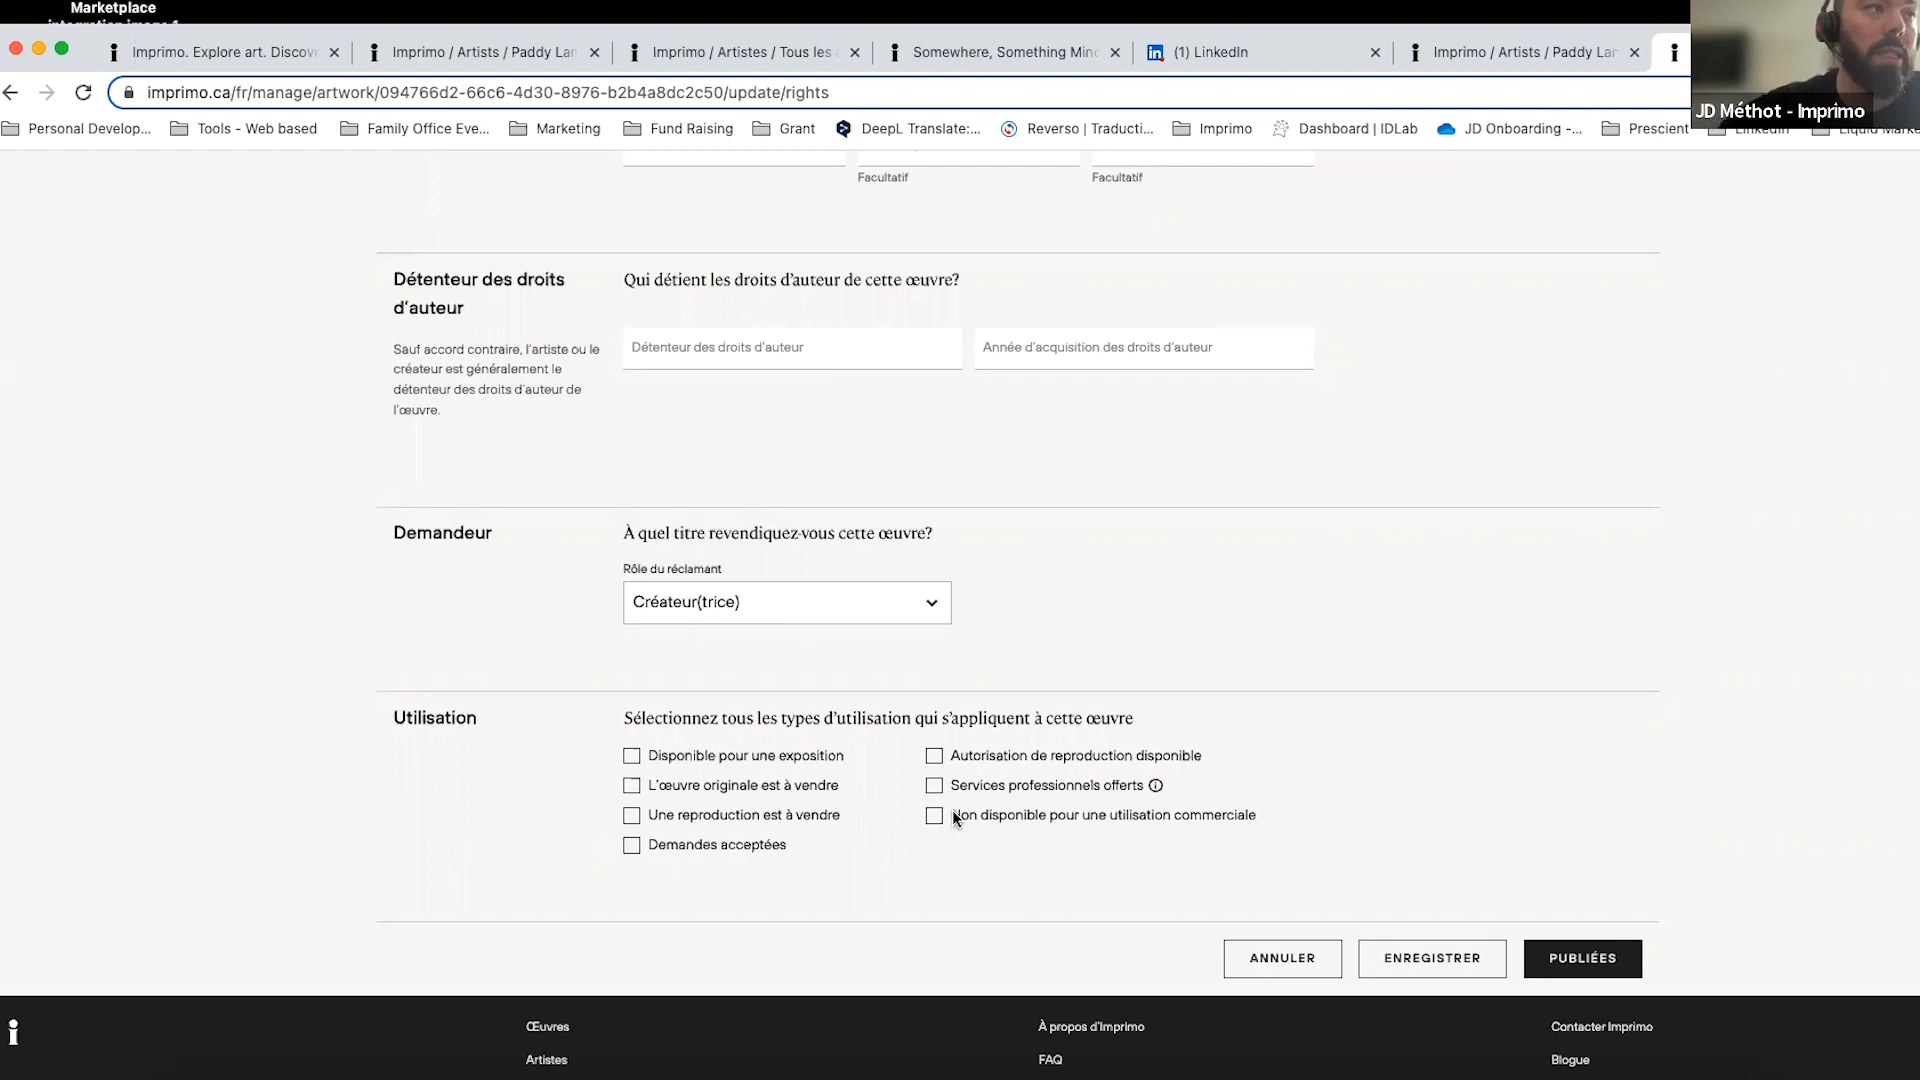 Marketplace
Imprimo. Explore art. Discov
Imprimo / Artists / Paddy Lan
Imprimo / Artistes / Tous les
Somewhere, Something Min
(1) LinkedIn
Imprimo / Artists / Paddy Lan
imprimo.ca/fr/manage/artwork/094766d2-66c6-4d30-8976-b2b4a8dc2c50/update/rights
JD Méthot - Imprimo
Personal Develop...
Tools - Web based
Family Office Eve...
Marketing
Fund Raising
Grant
DeepL Translate:...
Reverso | Traducti...
Imprimo
Dashboard | IDLab
JD Onboarding -...
Prescient
Facultatif
Facultatif
Détenteur des droits
d'auteur
Qui détient les droits d'auteur de cette œuvre?
Sauf accord contraire, l'artiste ou le
créateur est généralement le
détenteur des droits d'auteur de
l'œuvre.
Détenteur des droits d'auteur
Année d'acquisition des droits d'auteur
Demandeur
À quel titre revendiquez-vous cette œuvre?
Rôle du réclamant
Créateur(trice)
Utilisation
Sélectionnez tous les types d'utilisation qui s'appliquent à cette œuvre
Disponible pour une exposition
Autorisation de reproduction disponible
L'œuvre originale est à vendre
Services professionnels offerts
Une reproduction est à vendre
Non disponible pour une utilisation commerciale
Demandes acceptées
ANNULER
ENREGISTRER
PUBLIÉES
Œuvres
À propos d'Imprimo
Contacter Imprimo
Artistes
FAQ
Blogue